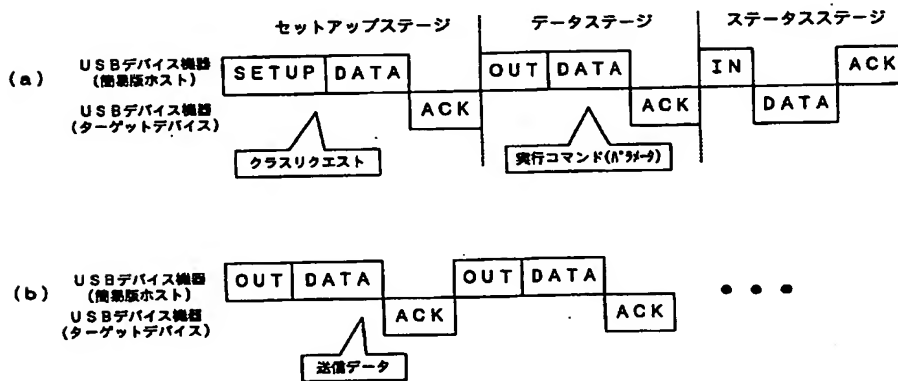 セットアップステージ データステージ ステータスステージ
(a)
USBデバイス機器
(簡易版ホスト)
SETUP DATA OUT DATA IN ACK
USBデバイス機器
(ターゲットデバイス)
ACK ACK DATA
クラスリクエスト 実行コマンド(パラメータ)
(b)
USBデバイス機器
(簡易版ホスト)
OUT DATA OUT DATA
USBデバイス機器
(ターゲットデバイス)
ACK ACK
送信データ